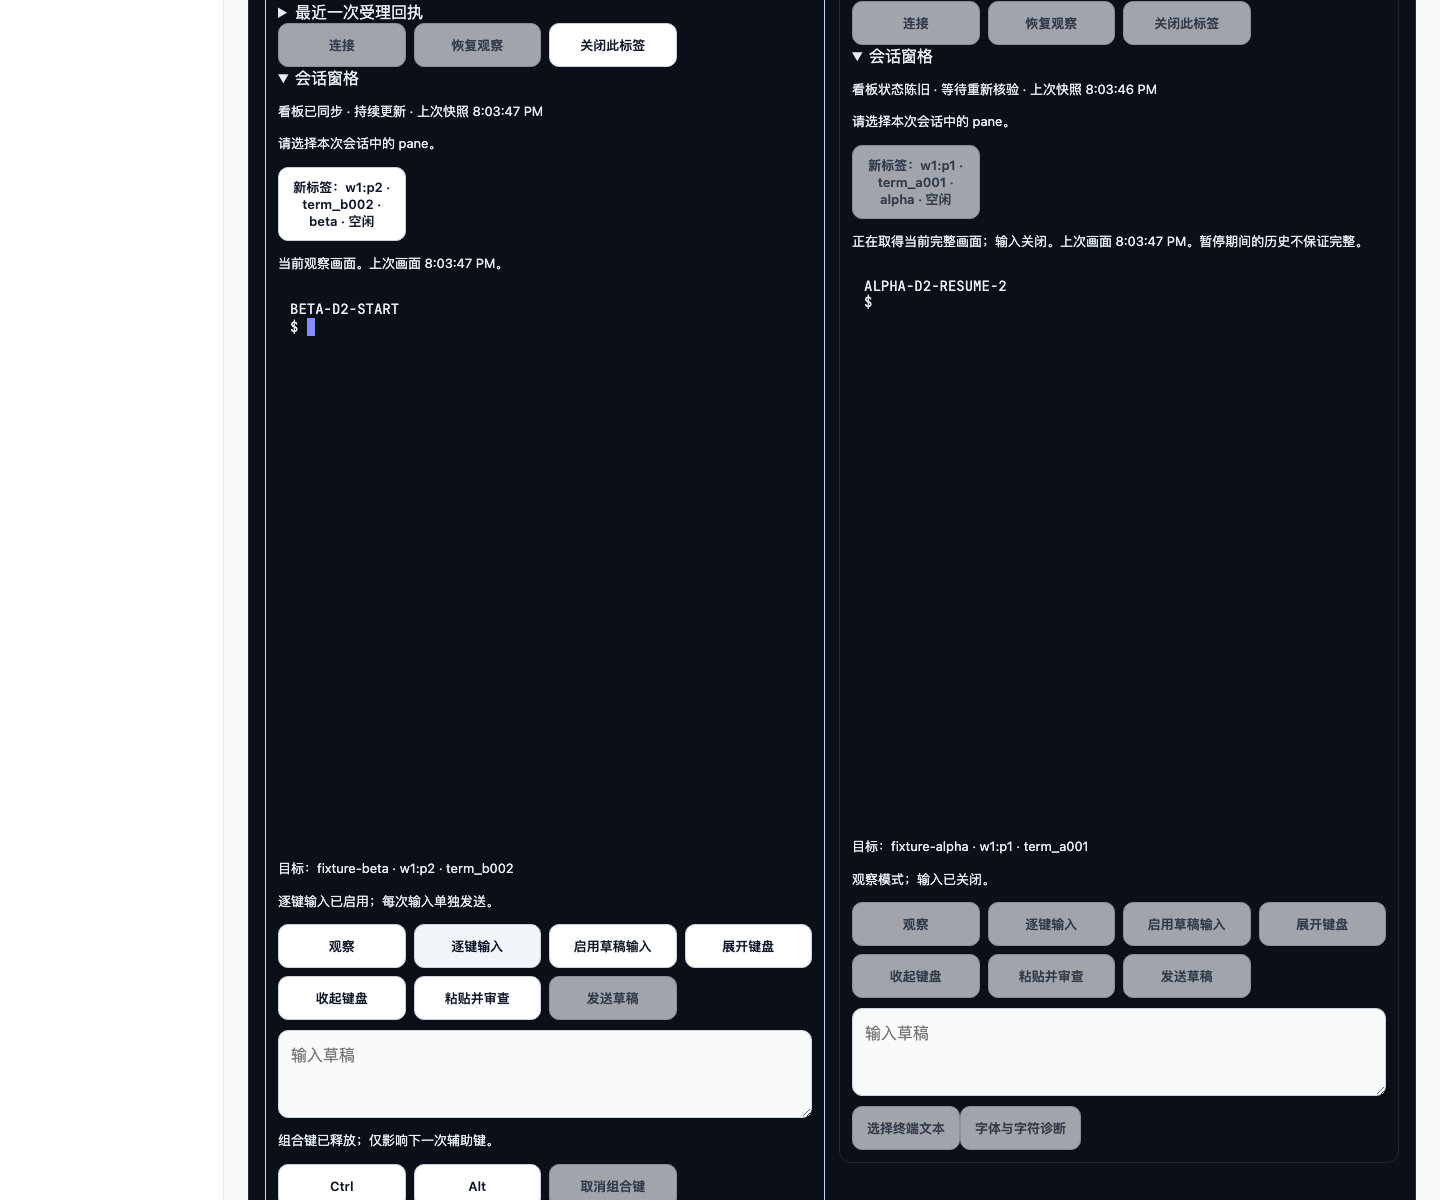 最近一次受理回执
连接
恢复观察
关闭此标签
会话窗格
看板已同步 · 持续更新 · 上次快照 8:03:47 PM
请选择本次会话中的 pane。
新标签：w1:p2 ·
term_b002 ·
beta · 空闲
当前观察画面。上次画面 8:03:47 PM。
BETA-D2-START
$
目标：fixture-beta · w1:p2 · term_b002
逐键输入已启用；每次输入单独发送。
观察
逐键输入
启用草稿输入
展开键盘
收起键盘
粘贴并审查
发送草稿
输入草稿
组合键已释放；仅影响下一次辅助键。
Ctrl
Alt
取消组合键
连接
恢复观察
关闭此标签
会话窗格
看板状态陈旧 · 等待重新核验 · 上次快照 8:03:46 PM
请选择本次会话中的 pane。
新标签：w1:p1 ·
term_a001 ·
alpha · 空闲
正在取得当前完整画面；输入关闭。上次画面 8:03:47 PM。暂停期间的历史不保证完整。
ALPHA-D2-RESUME-2
$
目标：fixture-alpha · w1:p1 · term_a001
观察模式；输入已关闭。
观察
逐键输入
启用草稿输入
展开键盘
收起键盘
粘贴并审查
发送草稿
输入草稿
选择终端文本
字体与字符诊断